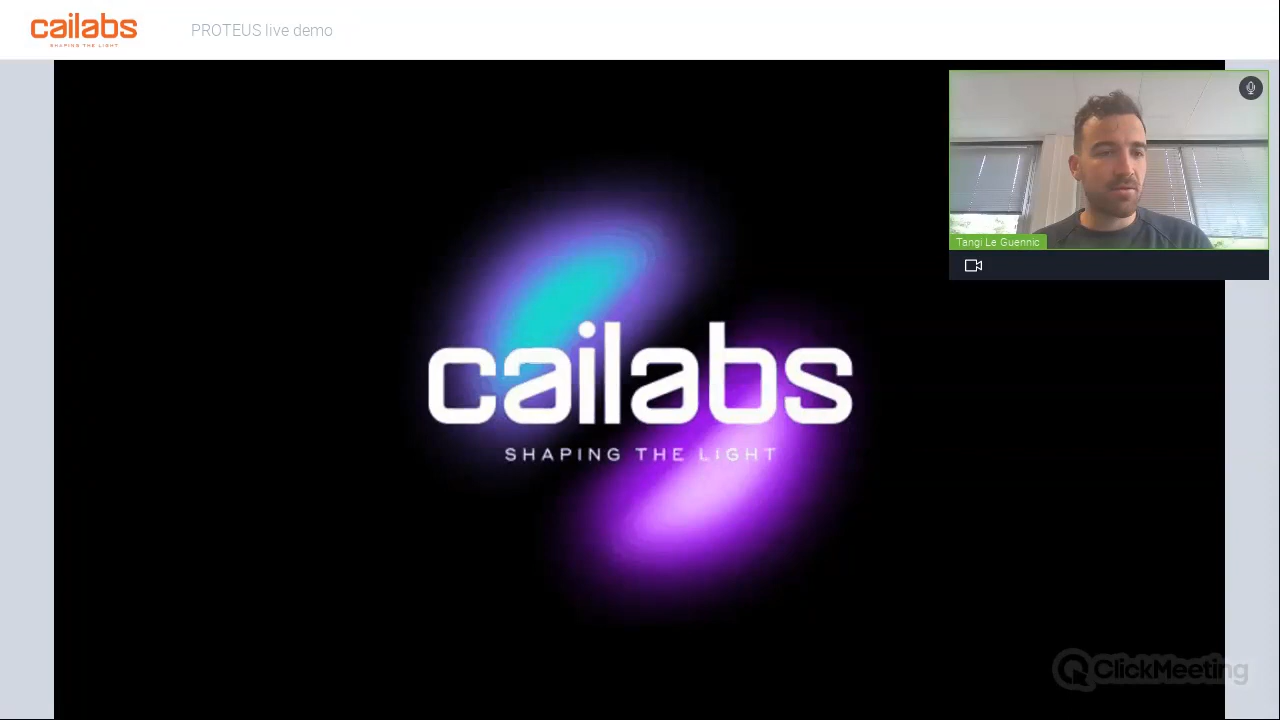 cailabs
SHAPING THE LIGHT
PROTEUS live demo
Tangi Le Guennic
cailabs
SHAPING THE LIGHT
ClickMeeting